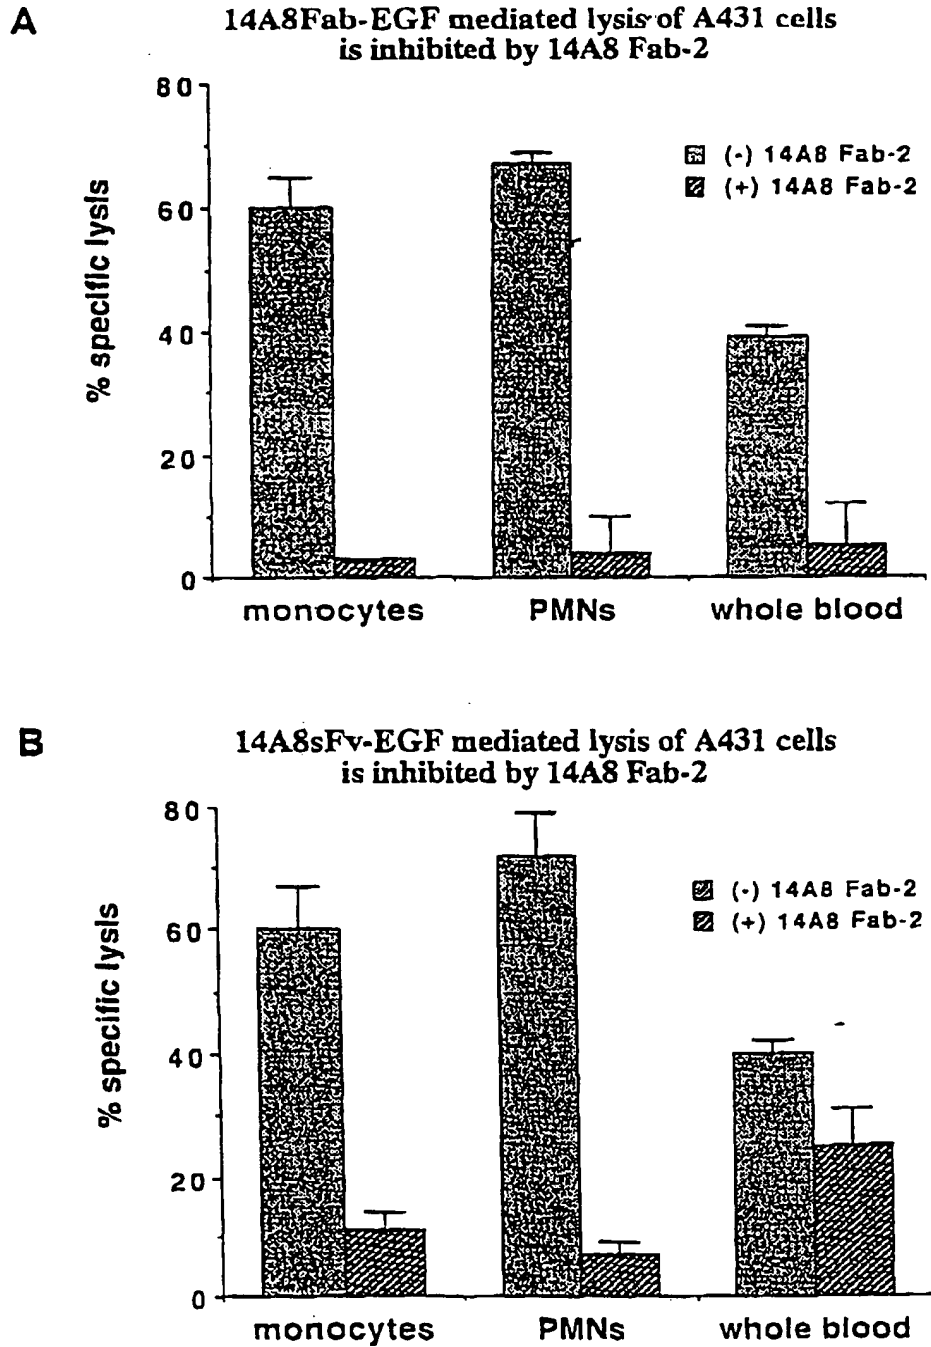 A
14A8Fab-EGF mediated lysis of A431 cells
is inhibited by 14A8 Fab-2
80
60
40
20
0
% specific lysis
(-) 14A8 Fab-2
(+) 14A8 Fab-2
monocytes PMNs whole blood
B
14A8sFv-EGF mediated lysis of A431 cells
is inhibited by 14A8 Fab-2
80
60
40
20
0
% specific lysis
(-) 14A8 Fab-2
(+) 14A8 Fab-2
monocytes PMNs whole blood